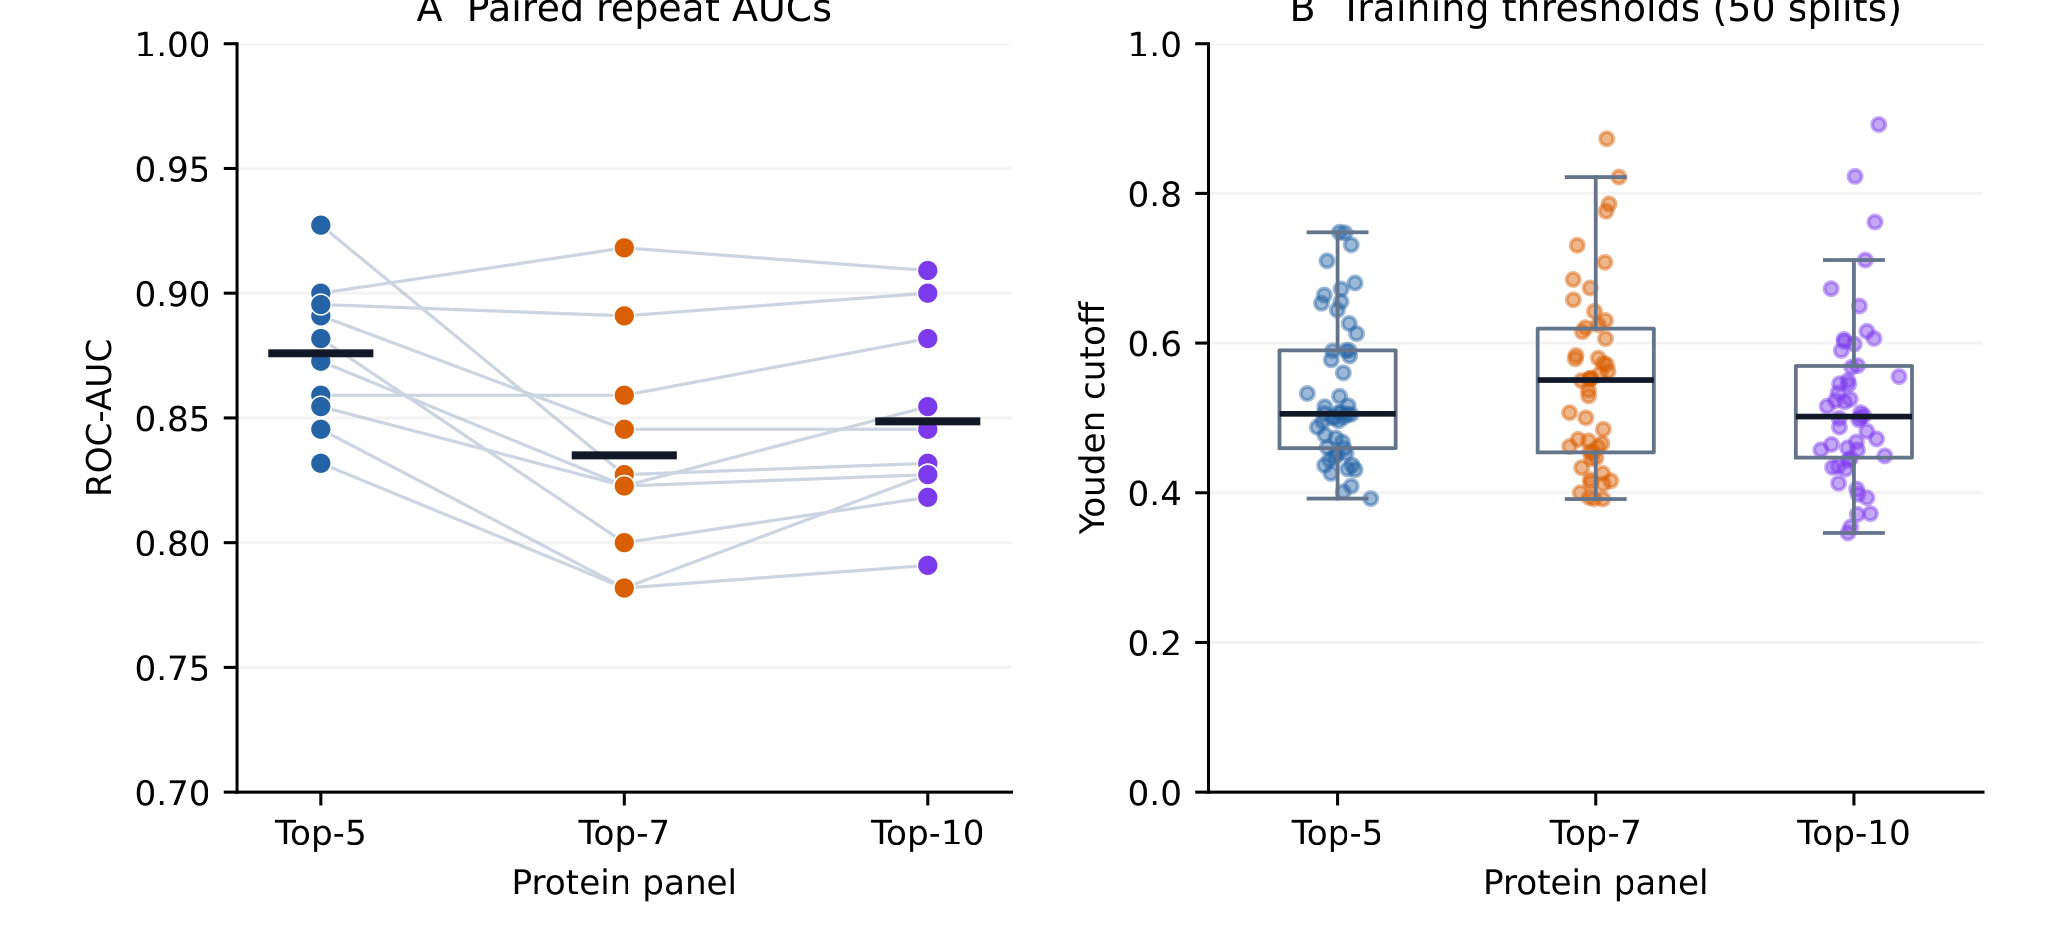 A Paired repeat AUCs
1.00
0.95
0.90
0.85
0.80
0.75
0.70
ROC-AUC
Top-5
Top-7
Top-10
Protein panel
B Training thresholds (50 splits)
1.0
0.8
0.6
0.4
0.2
0.0
Youden cutoff
Top-5
Top-7
Top-10
Protein panel